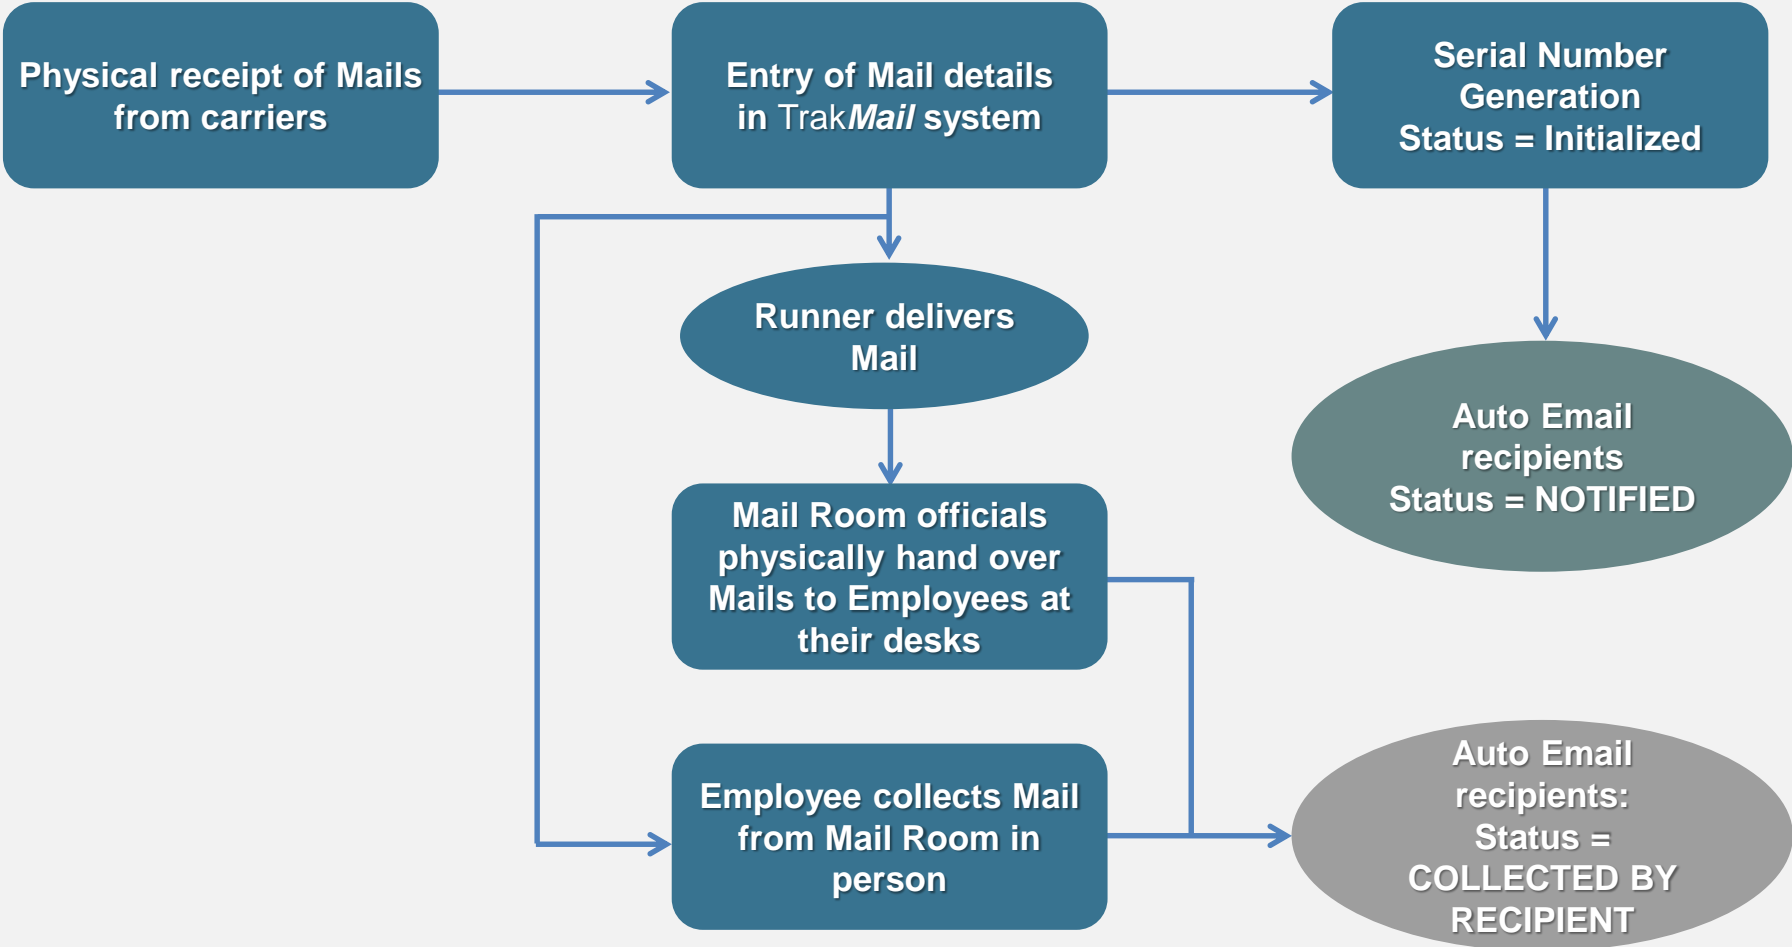 Physical receipt of Mails
from carriers
Entry of Mail details
in TrakMail system
Serial Number
Generation
Status = Initialized
Runner delivers
Mail
Auto Email
recipients
Status = NOTIFIED
Mail Room officials
physically hand over
Mails to Employees at
their desks
Employee collects Mail
from Mail Room in
person
Auto Email
recipients:
Status =
COLLECTED BY
RECIPIENT